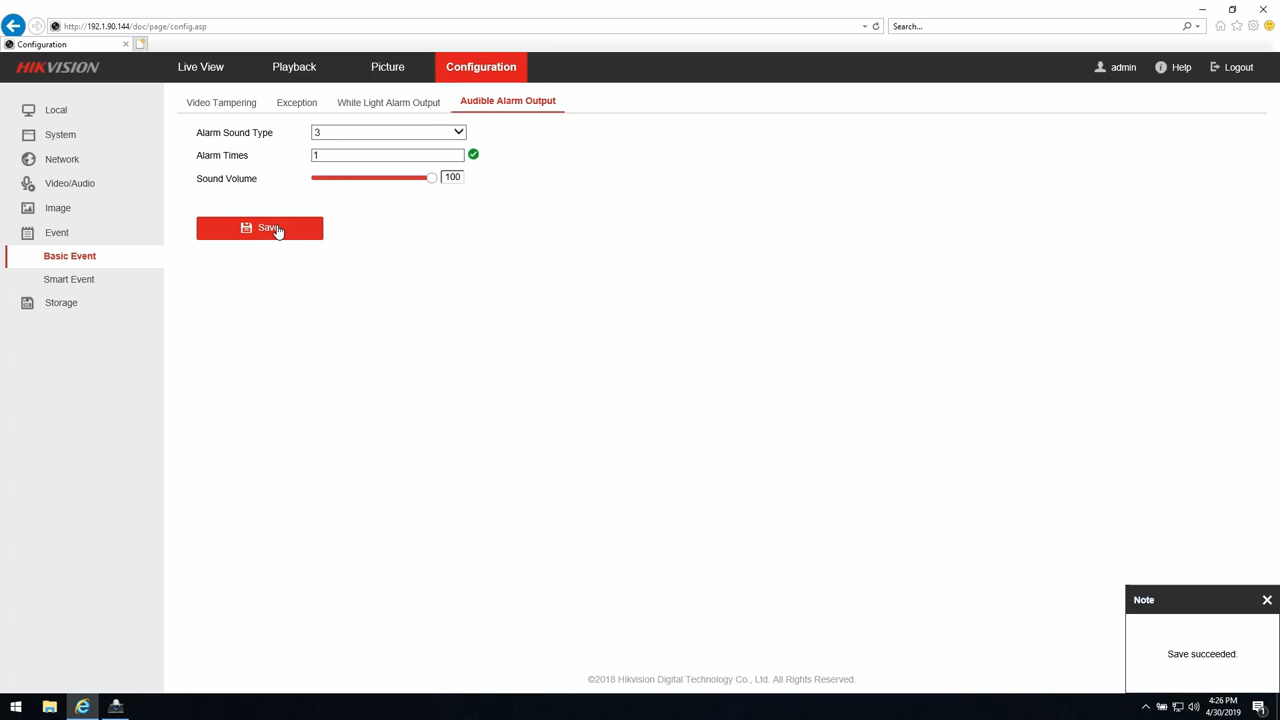 http://192.1.90.144/doc/page/config.asp
Search...
Configuration
HIKVISION
Live View
Playback
Picture
Configuration
admin
Help
Logout
Local
System
Network
Video/Audio
Image
Event
Basic Event
Smart Event
Storage
Video Tampering
Exception
White Light Alarm Output
Audible Alarm Output
Alarm Sound Type
3
Alarm Times
1
Sound Volume
100
Save
Note
Save succeeded.
©2018 Hikvision Digital Technology Co., Ltd. All Rights Reserved.
4:26 PM
4/30/2019
1